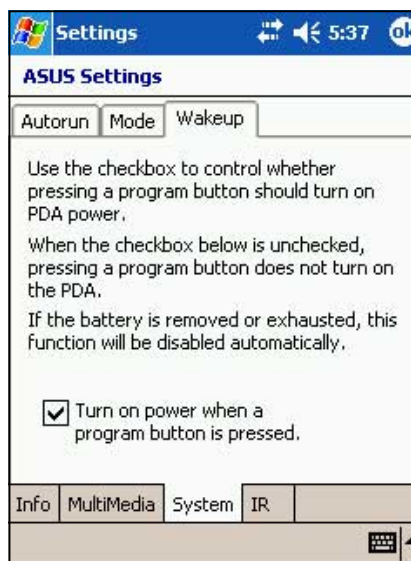 Settings 5:37 ok
ASUS Settings
Autorun Mode Wakeup
Use the checkbox to control whether
pressing a program button should turn on
PDA power.
When the checkbox below is unchecked,
pressing a program button does not turn on
the PDA.
If the battery is removed or exhausted, this
function will be disabled automatically.
Turn on power when a
program button is pressed.
Info MultiMedia System IR